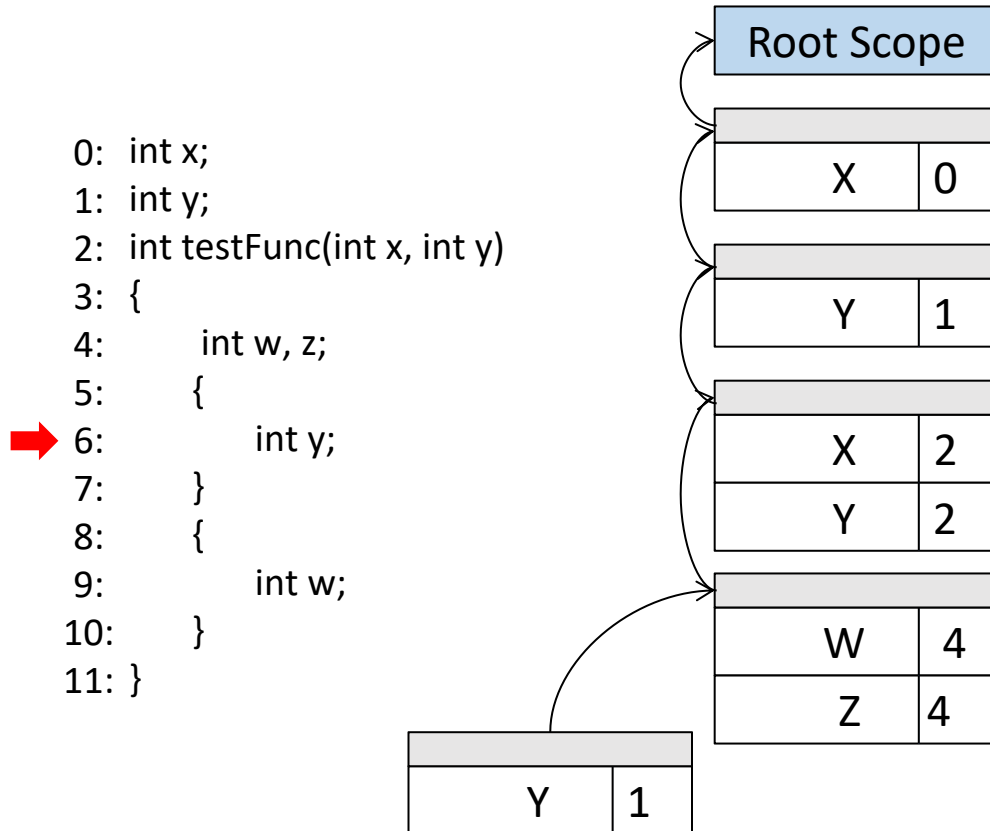 Root Scope
0: int x;
1: int y;
2: int testFunc(int x, int y)
3: {
4: int w, z;
5: {
6: int y;
7: }
8: {
9: int w;
10: }
11: }
X 0
Y 1
X 2
Y 2
W 4
Z 4
Y 1